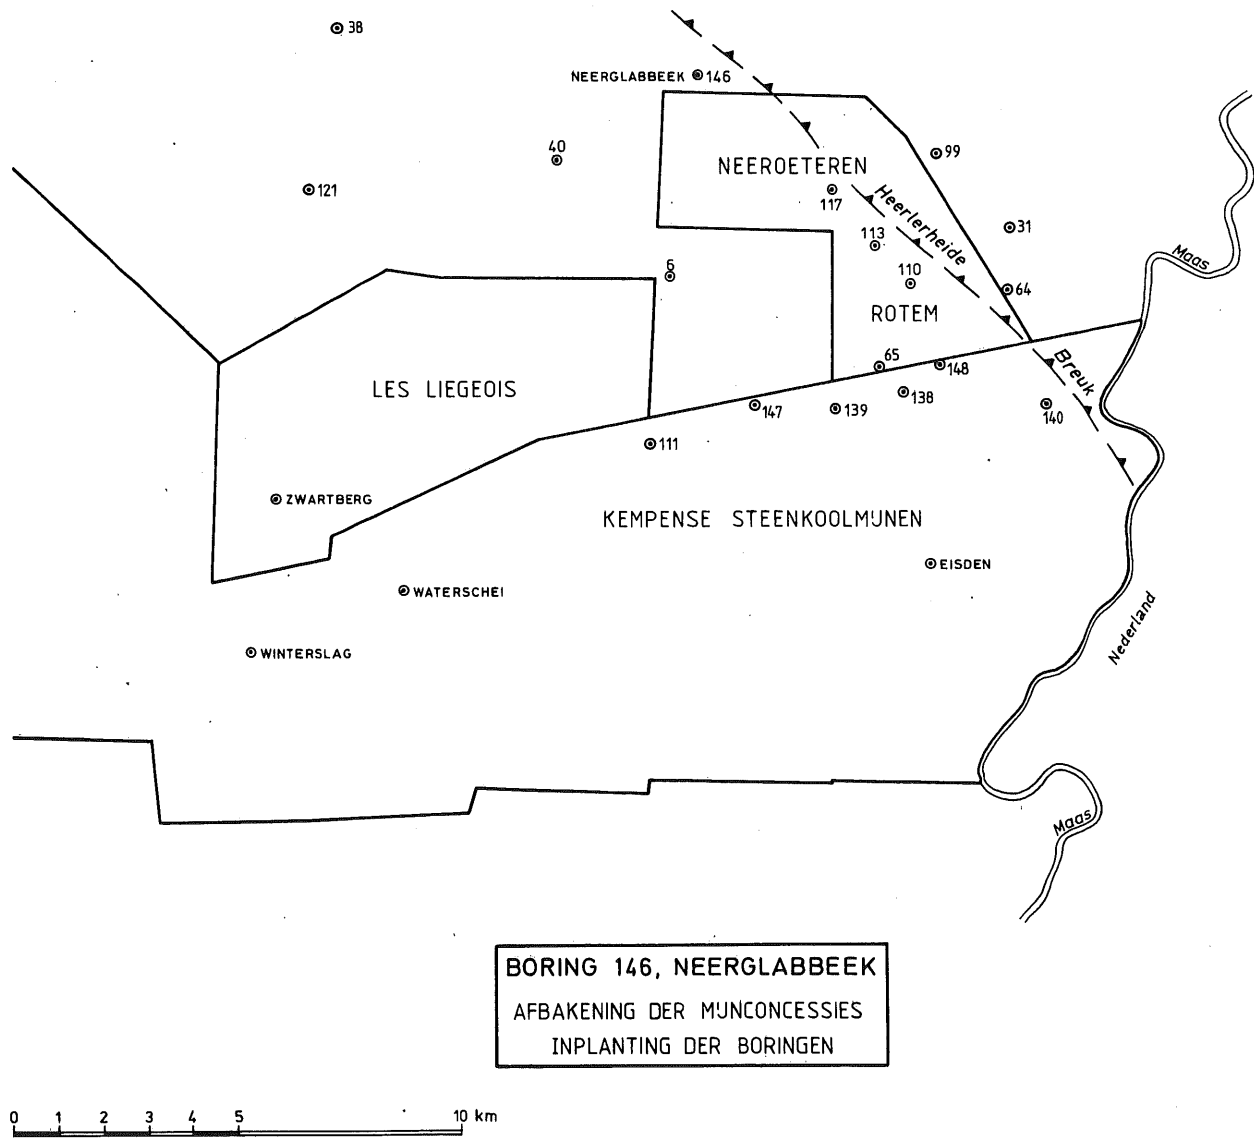 38
NEERGLABBEEK 146
40
99
NEEROETEREN
121
117
Heerlerheide
31
113
Maas
6
110
64
ROTEM
65
148
Breuk
LES LIEGEOIS
138
147
139
140
111
ZWARTBERG
KEMPENSE STEENKOOLMIJNEN
EISDEN
WATERSCHEI
Nederland
WINTERSLAG
Maas
BORING 146, NEERGLABBEEK
AFBAKENING DER MIJNCONCESSIES
INPLANTING DER BORINGEN
0 1 2 3 4 5 10 km